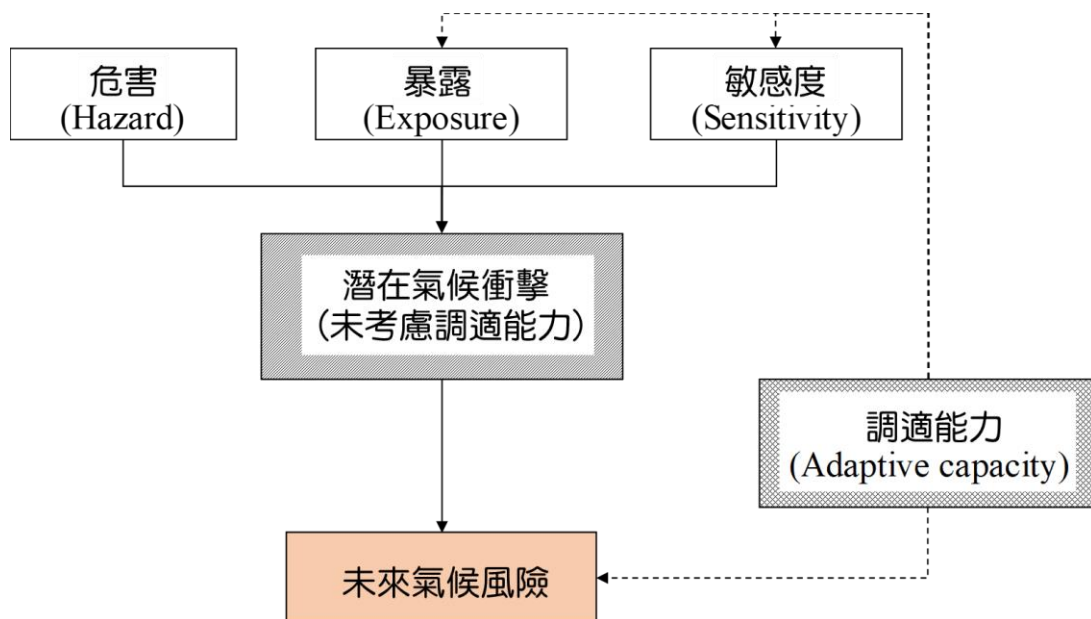 危害
(Hazard)
暴露
(Exposure)
敏感度
(Sensitivity)
潛在氣候衝擊
(未考慮調適能力)
調適能力
(Adaptive capacity)
未來氣候風險